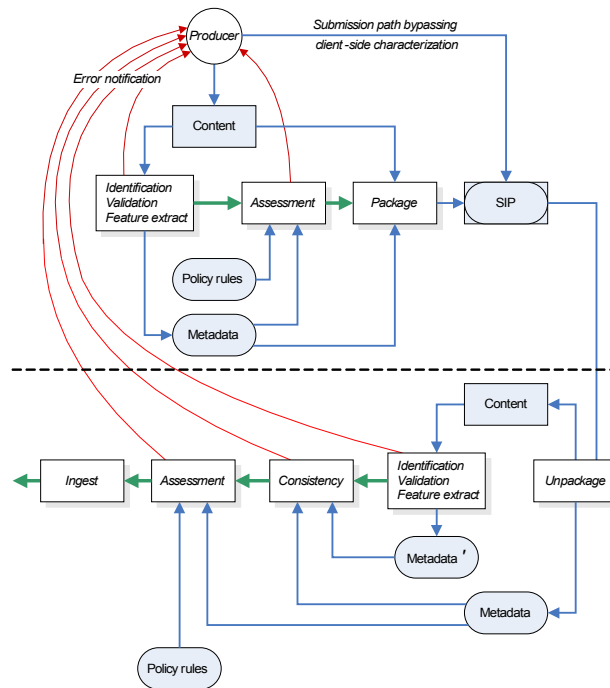 Producer
Submission path bypassing
client-side characterization
Error notification
Content
Identification
Validation
Feature extract
Assessment
Package
SIP
Policy rules
Metadata
Content
Ingest
Assessment
Consistency
Identification
Validation
Feature extract
Unpackage
Metadata '
Metadata
Policy rules